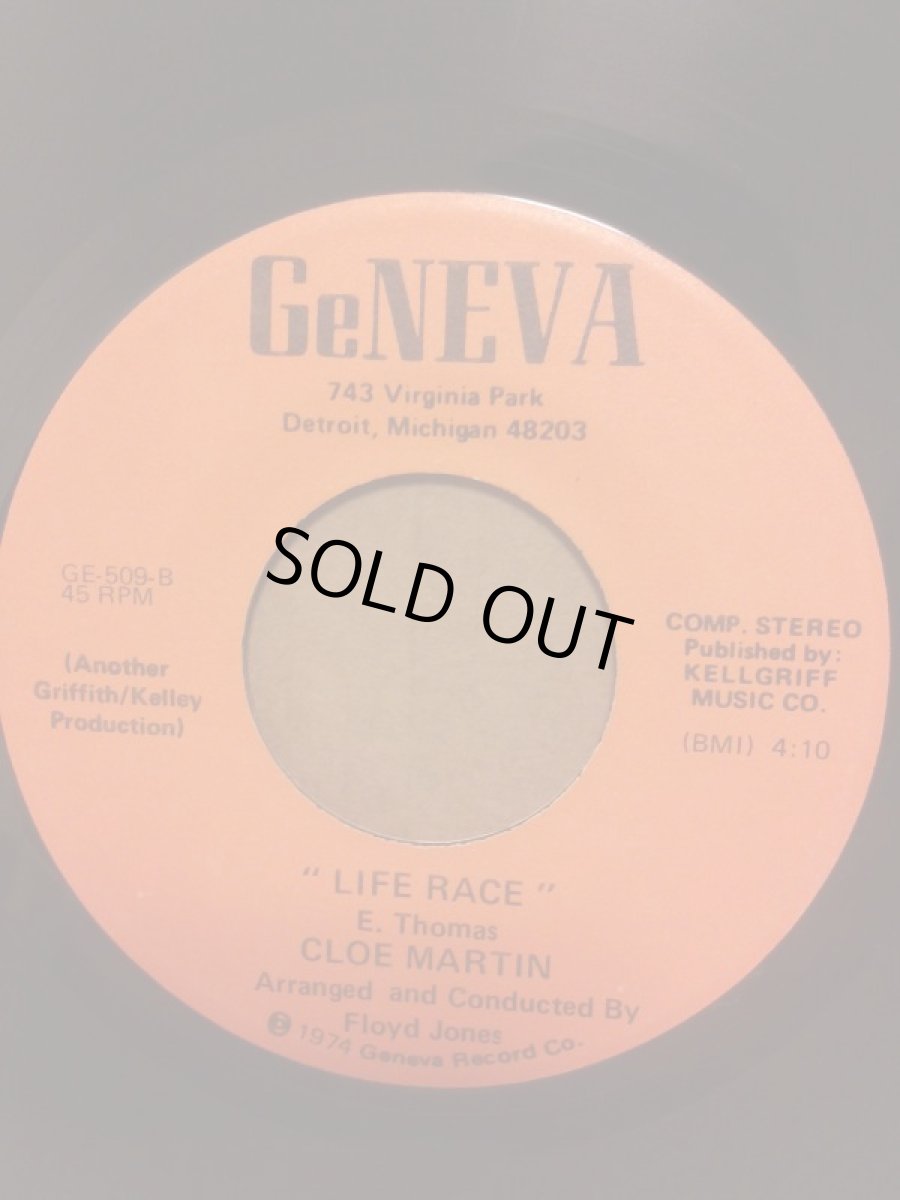 GeNEVA
743 Virginia Park
Detroit, Michigan 48203
GE-509-B
45 RPM
(Another
Griffith/Kelley
Production)
SOLD OUT
COMP. STEREO
Published by:
KELLGRIFF
MUSIC CO.
(BMI) 4:10
" LIFE RACE "
E. Thomas
CLOE MARTIN
Arranged and Conducted By
Floyd Jones
℗ 1974 Geneva Record Co.